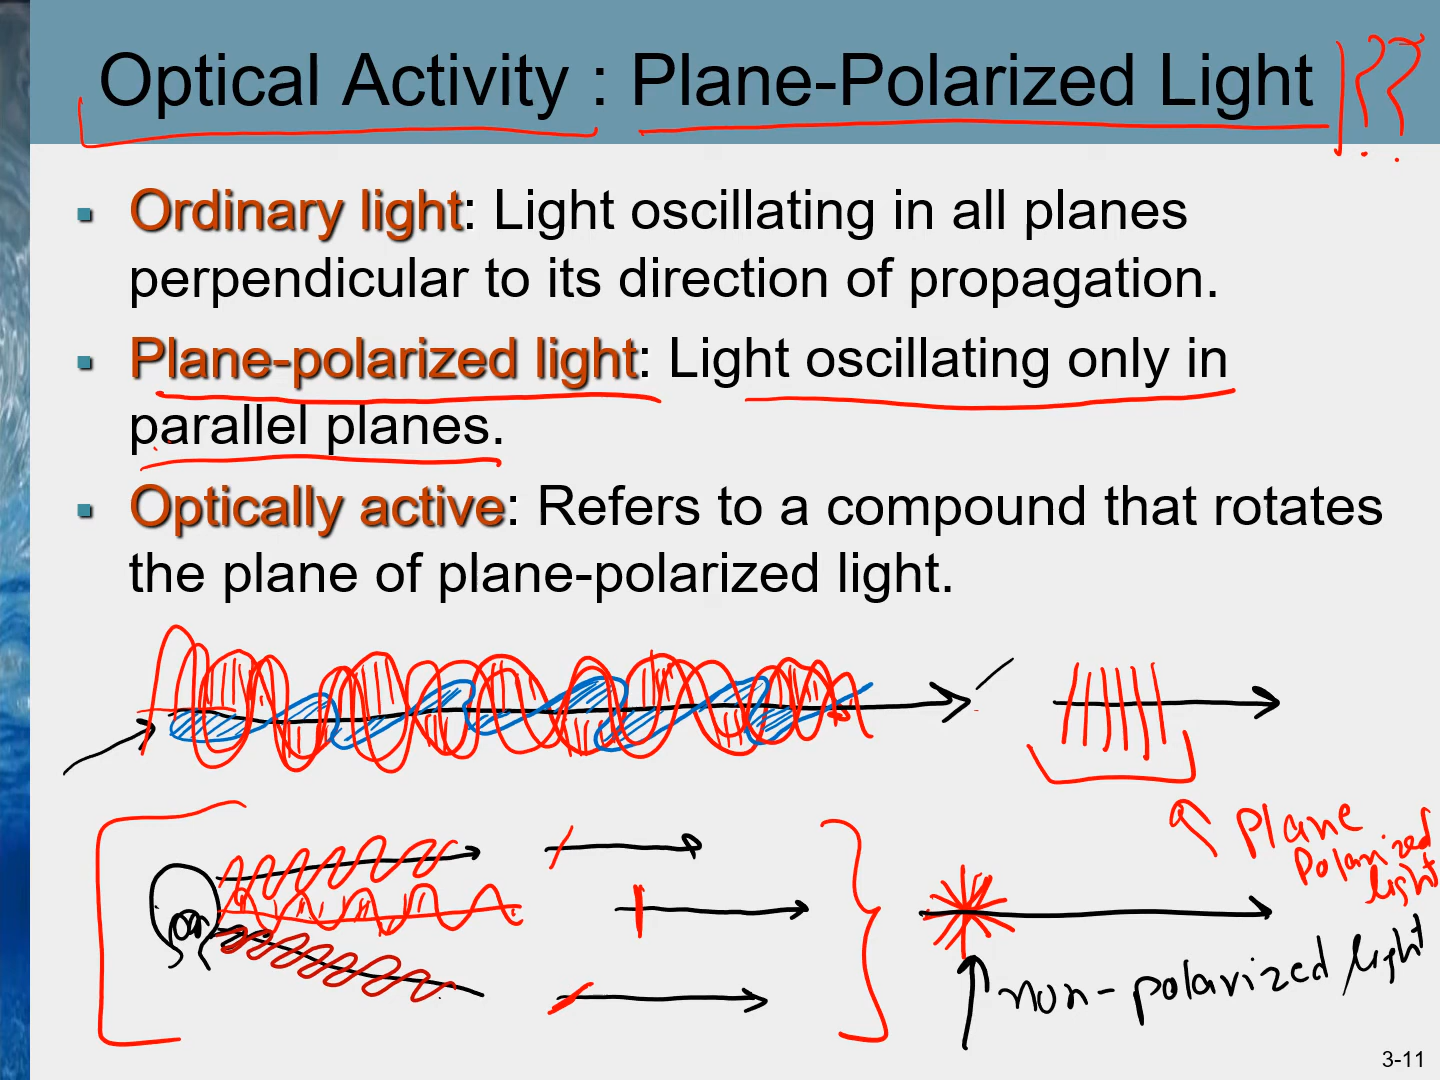 Optical Activity : Plane-Polarized Light ??
▪ Ordinary light: Light oscillating in all planes
perpendicular to its direction of propagation.
▪ Plane-polarized light: Light oscillating only in
parallel planes.
▪ Optically active: Refers to a compound that rotates
the plane of plane-polarized light.
Plane
Polarized
light
non-polarized light
3-11